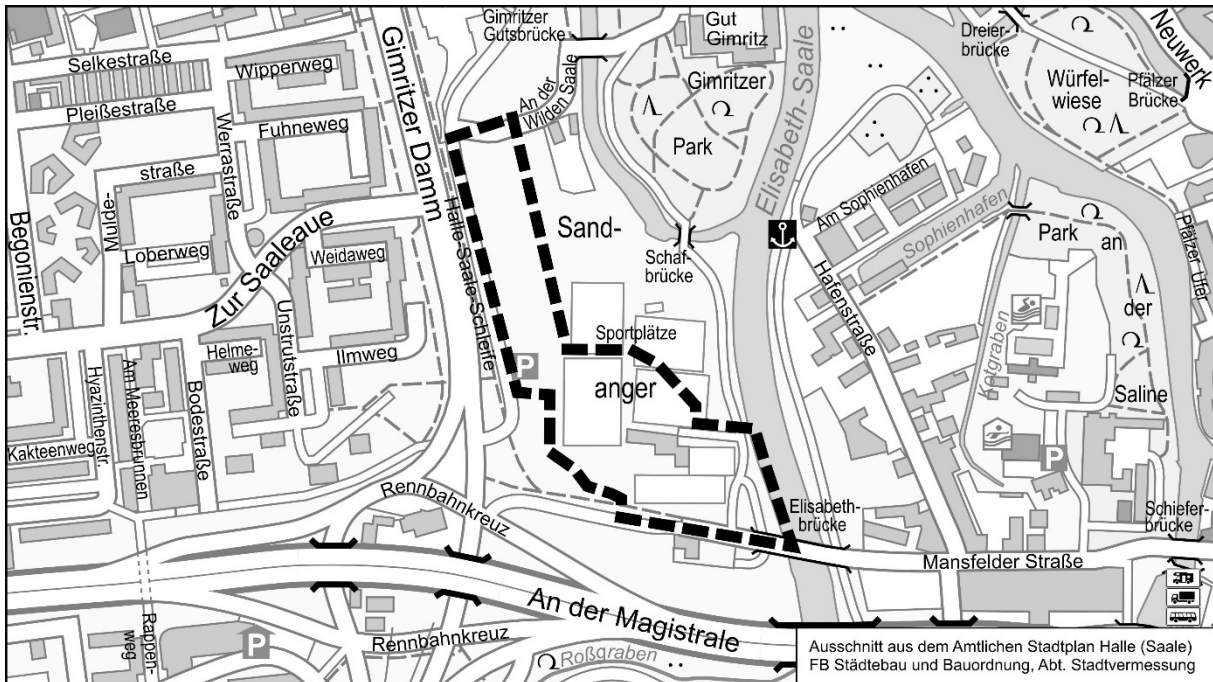 Selkestraße
Wipperweg
Pleißestraße
Fuhneweg
Werrastraße
straße
Mulde-
Loberweg
Weidaweg
Begonienstr.
Zur Saaleaue
Gimritzer Damm
Halle-Saale-Schleife
Helme-
weg
Unstrutstraße
Ilmweg
Hyazinthenstr.
Am Meeresbrunnen
Bodestraße
Kakteenweg
Rappen-
weg
Rennbahnkreuz
Rennbahnkreuz
An der Magistrale
Roßgraben
P
P
P
Gimritzer
Gutsbrücke
An der
Wilden Saale
Gut
Gimritz
Gimritzer
Park
Elisabeth-Saale
Sand-
anger
Sportplätze
Schaf-
brücke
Elisabeth-
brücke
Dreier-
brücke
Neuwerk
Würfel-
wiese
Pfälzer
Brücke
Am Sophienhafen
Sophienhafen
Hafenstraße
Park
an
der
Saline
Pfälzer Ufer
Kotgraben
Schiefer-
brücke
Mansfelder Straße
Ausschnitt aus dem Amtlichen Stadtplan Halle (Saale)
FB Städtebau und Bauordnung, Abt. Stadtvermessung